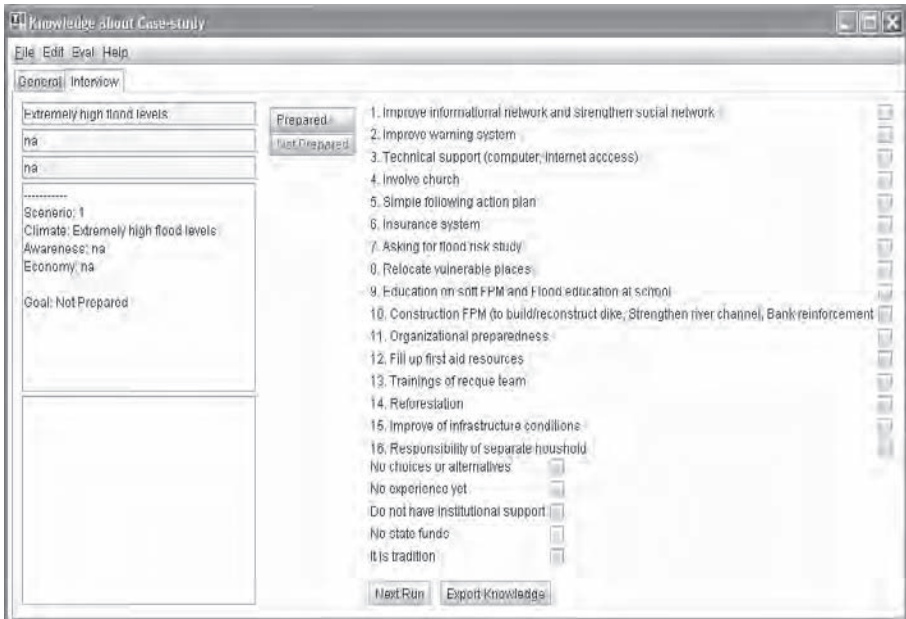 Knowledge about Case-study
File Edit Eval Help
General Interview
Extremely high flood levels
na
na
-----------
Scenerio: 1
Climate: Extremely high flood levels
Awareness: na
Economy: na
Goal: Not Prepared
Prepared
Not Prepared
1. Improve informational network and strengthen social network
2. Improve warning system
3. Technical support (computer, internet acccess)
4. Involve church
5. Simple following action plan
6. Insurance system
7. Asking for flood risk study
8. Relocate vulnerable places
9. Education on soft FPM and Flood education at school
10. Construction FPM (to build/reconstruct dike, Strengthen river channel, Bank reinforcement
11. Organizational preparedness
12. Fill up first aid resources
13. Trainings of recque team
14. Reforestation
15. Improve of infrastructure conditions
16. Responsibility of separate houshold
No choices or alternatives
No experience yet
Do not have institutional support
No state funds
It is tradition
Next Run Export Knowledge